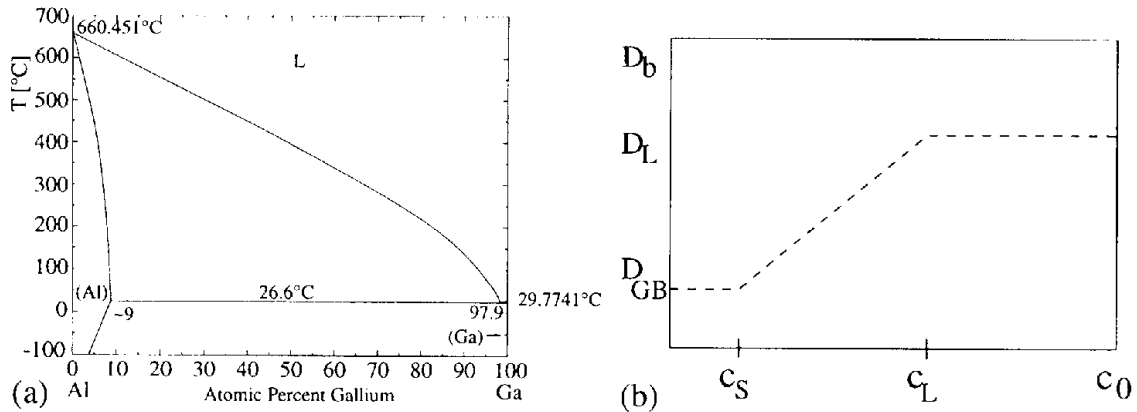 700
660.451°C
600
500
400
300
200
100
0
-100
T [°C]
L
(Al)
26.6°C
29.7741°C
~9
97.9
(Ga)
0 10 20 30 40 50 60 70 80 90 100
Al Atomic Percent Gallium Ga
(a)
D_b
D_L
D_GB
c_S c_L c_0
(b)